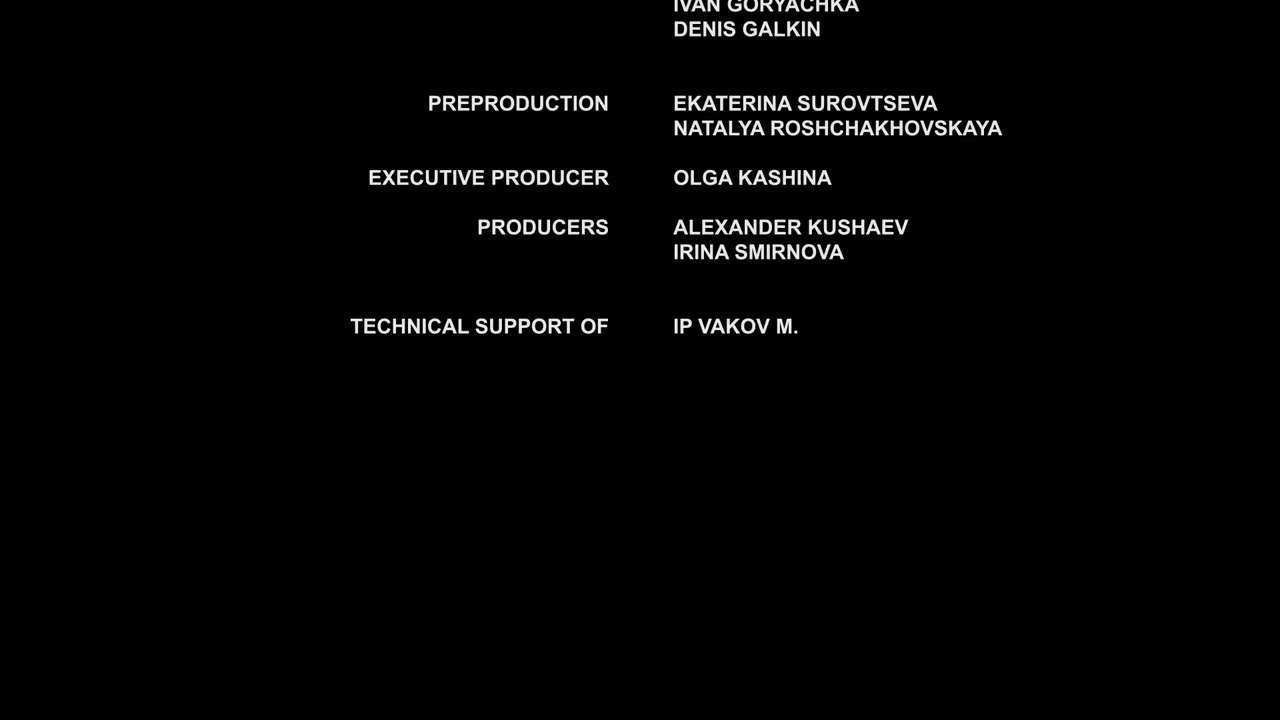 IVAN GORYACHKA
DENIS GALKIN
PREPRODUCTION EKATERINA SUROVTSEVA
NATALYA ROSHCHAKHOVSKAYA
EXECUTIVE PRODUCER OLGA KASHINA
PRODUCERS ALEXANDER KUSHAEV
IRINA SMIRNOVA
TECHNICAL SUPPORT OF IP VAKOV M.